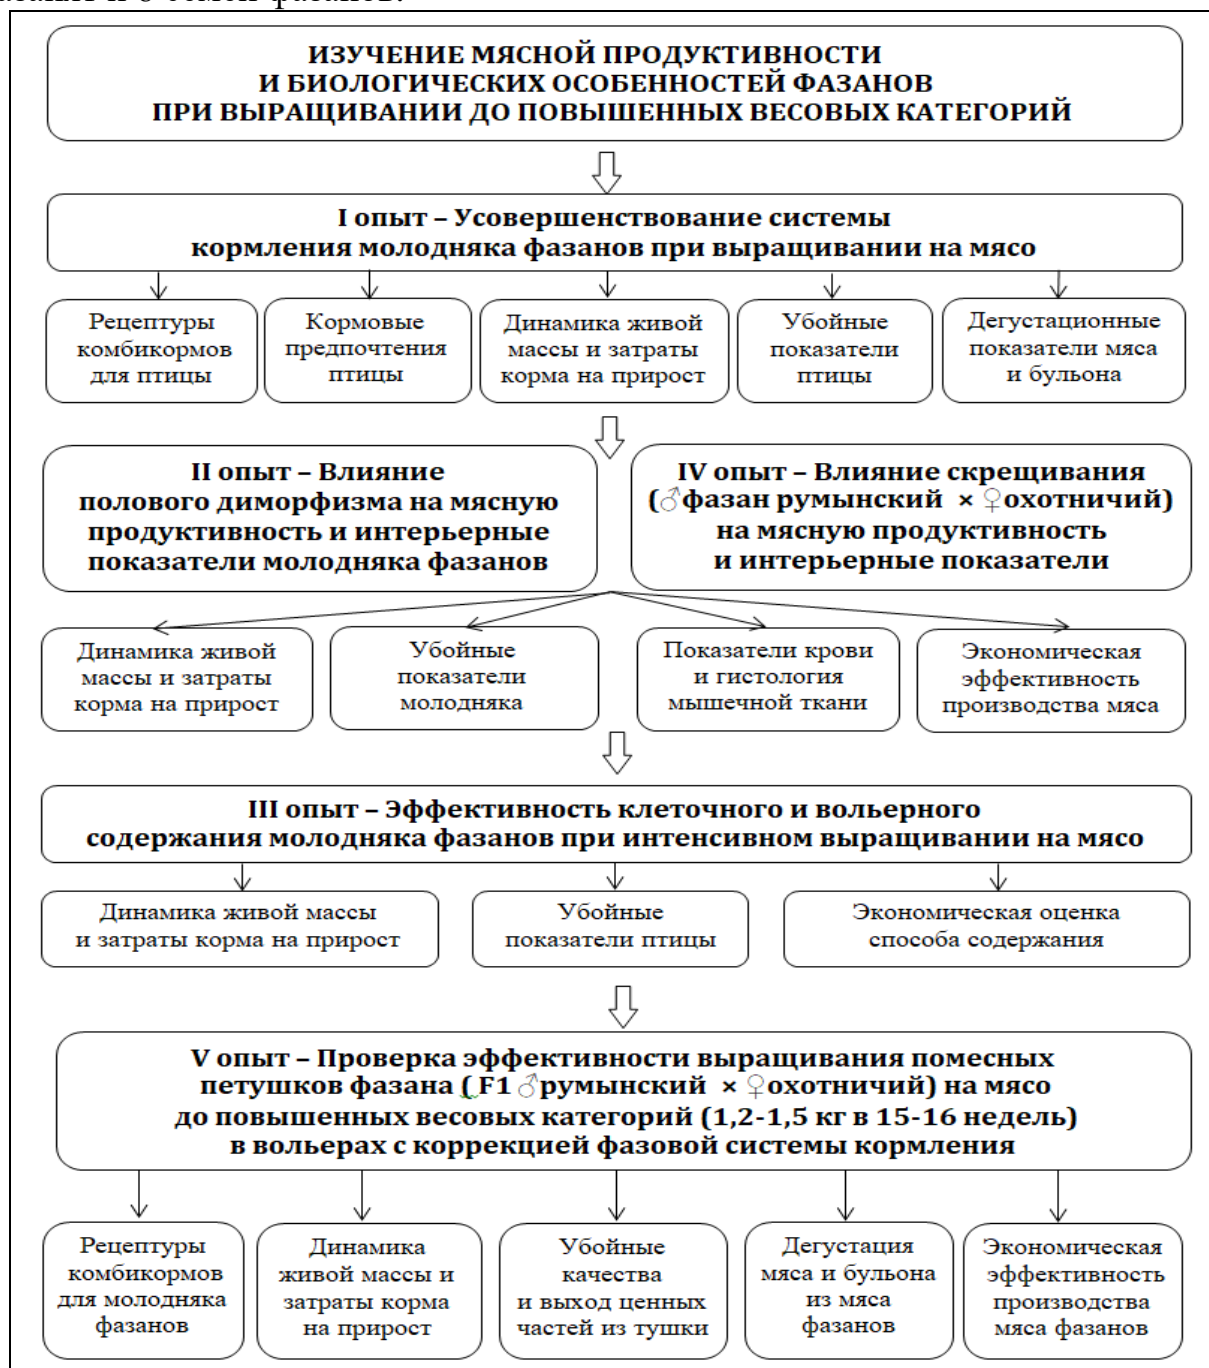 ИЗУЧЕНИЕ МЯСНОЙ ПРОДУКТИВНОСТИ
И БИОЛОГИЧЕСКИХ ОСОБЕННОСТЕЙ ФАЗАНОВ
ПРИ ВЫРАЩИВАНИИ ДО ПОВЫШЕННЫХ ВЕСОВЫХ КАТЕГОРИЙ
I опыт – Усовершенствование системы
кормления молодняка фазанов при выращивании на мясо
Рецептуры
комбикормов
для птицы
Кормовые
предпочтения
птицы
Динамика живой
массы и затраты
корма на прирост
Убойные
показатели
птицы
Дегустационные
показатели мяса
и бульона
II опыт – Влияние
полового диморфизма на мясную
продуктивность и интерьерные
показатели молодняка фазанов
IV опыт – Влияние скрещивания
(♂фазан румынский × ♀охотничий)
на мясную продуктивность
и интерьерные показатели
Динамика живой
массы и затраты
корма на прирост
Убойные
показатели
молодняка
Показатели крови
и гистология
мышечной ткани
Экономическая
эффективность
производства мяса
III опыт – Эффективность клеточного и вольерного
содержания молодняка фазанов при интенсивном выращивании на мясо
Динамика живой массы
и затраты корма на прирост
Убойные
показатели птицы
Экономическая оценка
способа содержания
V опыт – Проверка эффективности выращивания помесных
петушков фазана ( F1 ♂румынский × ♀охотничий) на мясо
до повышенных весовых категорий (1,2-1,5 кг в 15-16 недель)
в вольерах с коррекцией фазовой системы кормления
Рецептуры
комбикормов
для молодняка
фазанов
Динамика
живой массы и
затраты корма
на прирост
Убойные
качества
и выход ценных
частей из тушки
Дегустация
мяса и бульона
из мяса
фазанов
Экономическая
эффективность
производства
мяса фазанов